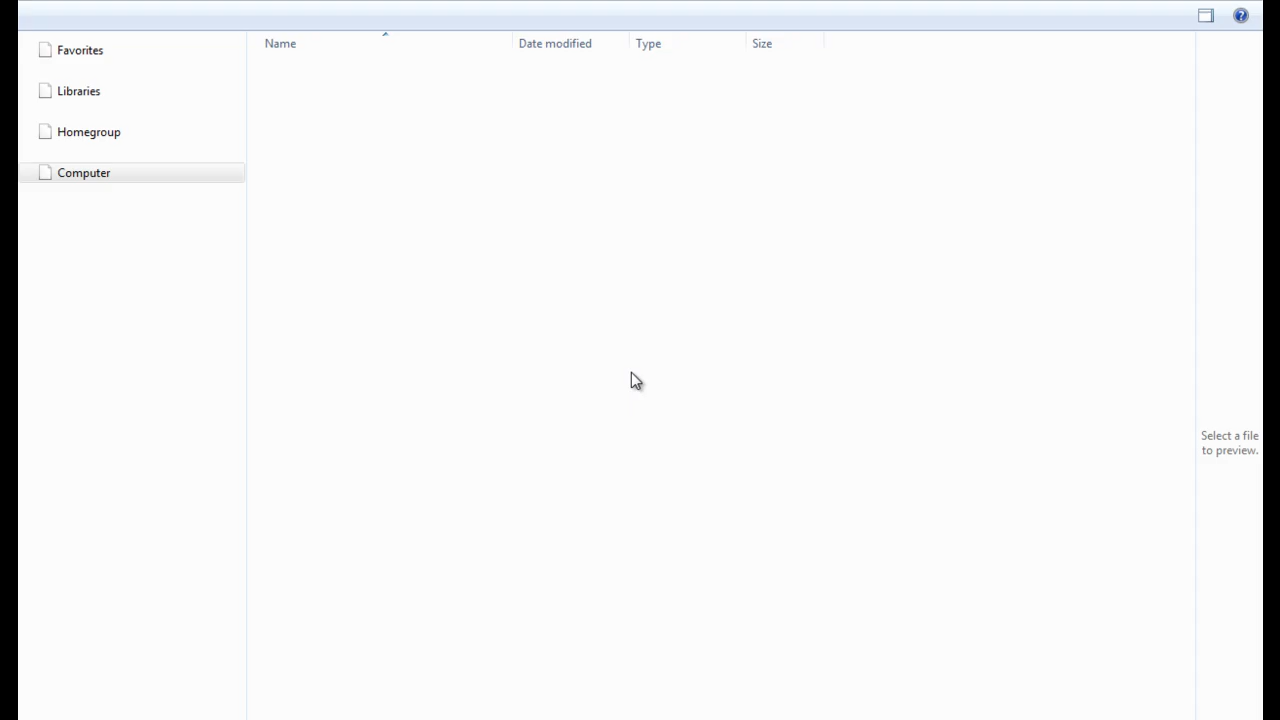 ?
Name Date modified Type Size
Favorites
Libraries
Homegroup
Computer
Select a file
to preview.